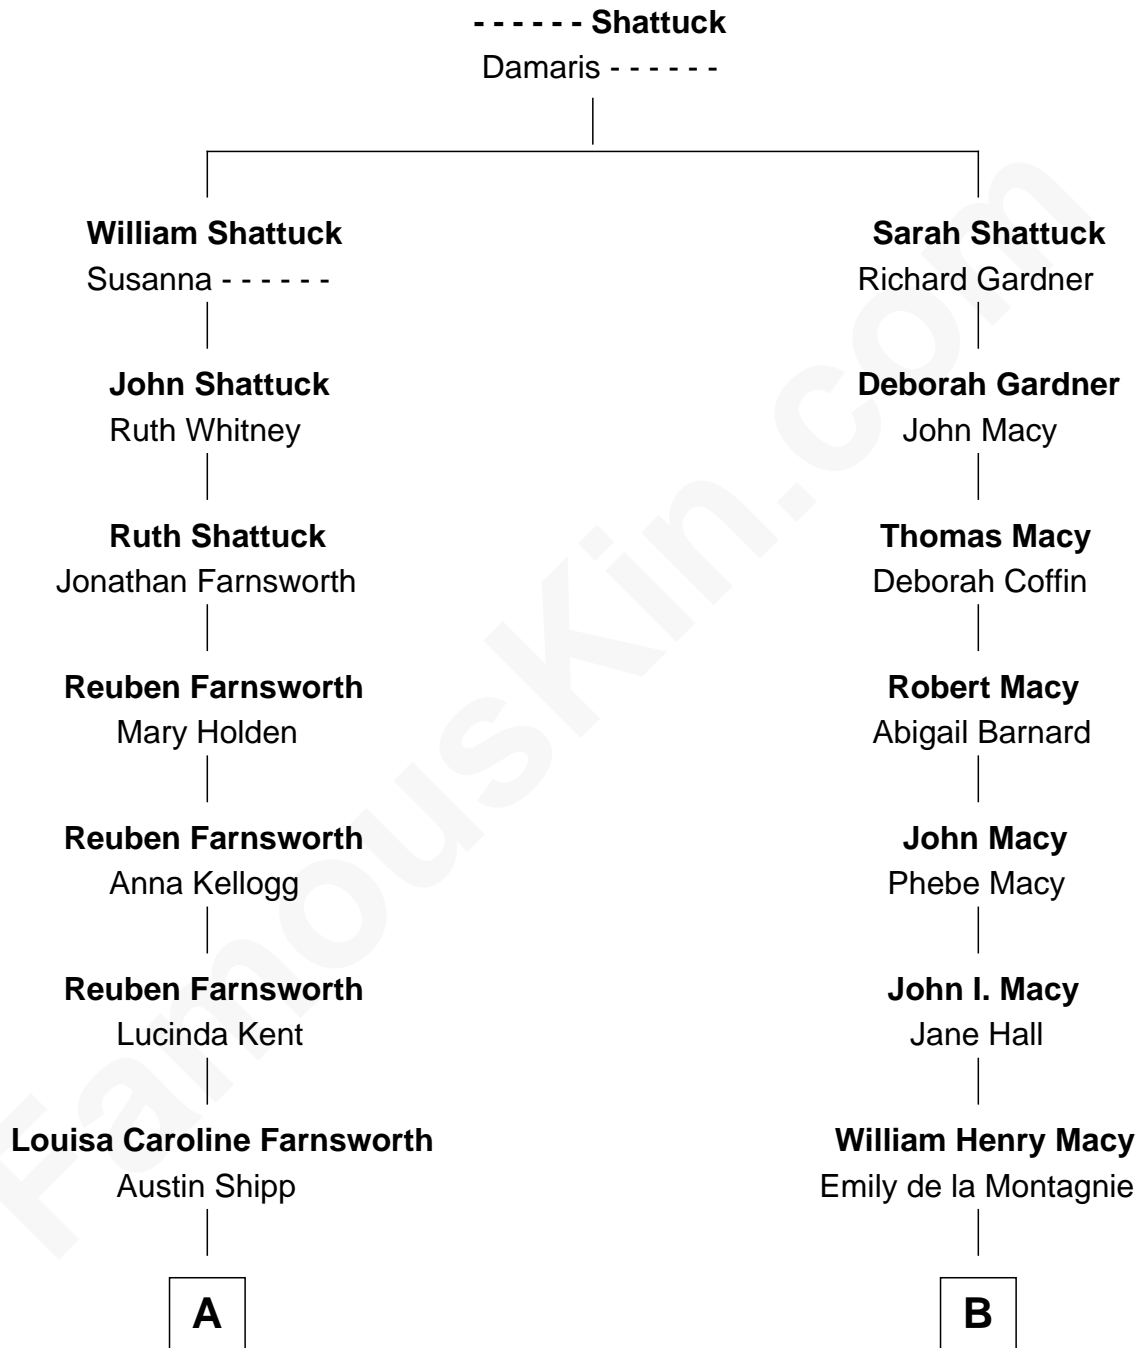 - - - - - - Shattuck
Damaris - - - - - -
William Shattuck
Susanna - - - - - -
Sarah Shattuck
Richard Gardner
John Shattuck
Ruth Whitney
Deborah Gardner
John Macy
Ruth Shattuck
Jonathan Farnsworth
Thomas Macy
Deborah Coffin
Reuben Farnsworth
Mary Holden
Robert Macy
Abigail Barnard
Reuben Farnsworth
Anna Kellogg
John Macy
Phebe Macy
Reuben Farnsworth
Lucinda Kent
John I. Macy
Jane Hall
Louisa Caroline Farnsworth
Austin Shipp
William Henry Macy
Emily de la Montagnie
A
B
FamousKin.com